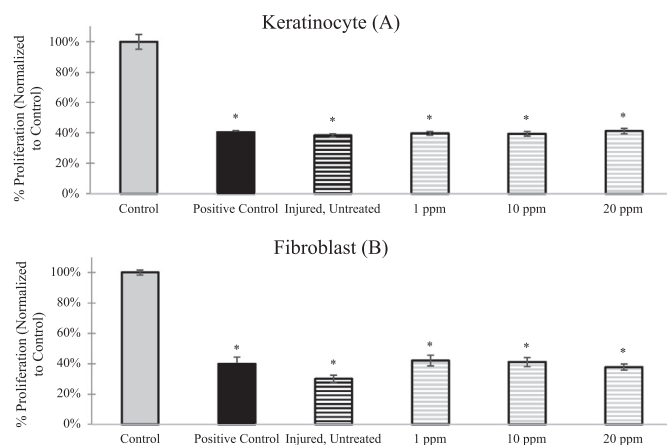 Keratinocyte (A)
% Proliferation (Normalized
to Control)
100%
80%
60%
40%
20%
0%
* * * * *
Control Positive Control Injured, Untreated 1 ppm 10 ppm 20 ppm
Fibroblast (B)
% Proliferation (Normalized
to Control)
100%
80%
60%
40%
20%
0%
* * * * *
Control Positive Control Injured, Untreated 1 ppm 10 ppm 20 ppm